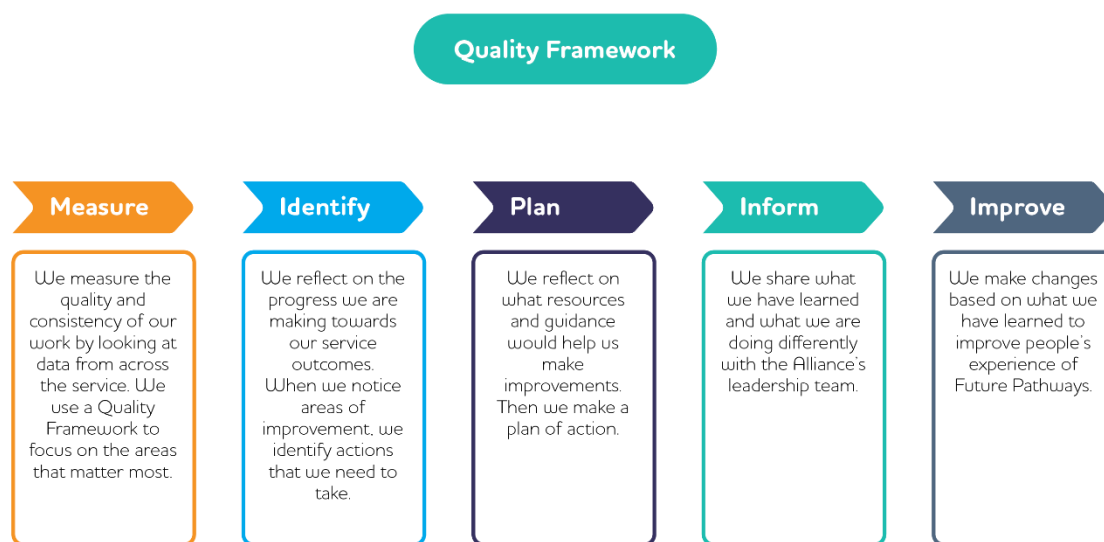 Quality Framework
Measure
We measure the
quality and
consistency of our
work by looking at
data from across
the service. We
use a Quality
Framework to
focus on the areas
that matter most.
Identify
We reflect on the
progress we are
making towards
our service
outcomes.
When we notice
areas of
improvement, we
identify actions
that we need to
take.
Plan
We reflect on
what resources
and guidance
would help us
make
improvements.
Then we make a
plan of action.
Inform
We share what
we have learned
and what we are
doing differently
with the Alliance's
leadership team.
Improve
We make changes
based on what we
have learned to
improve people's
experience of
Future Pathways.